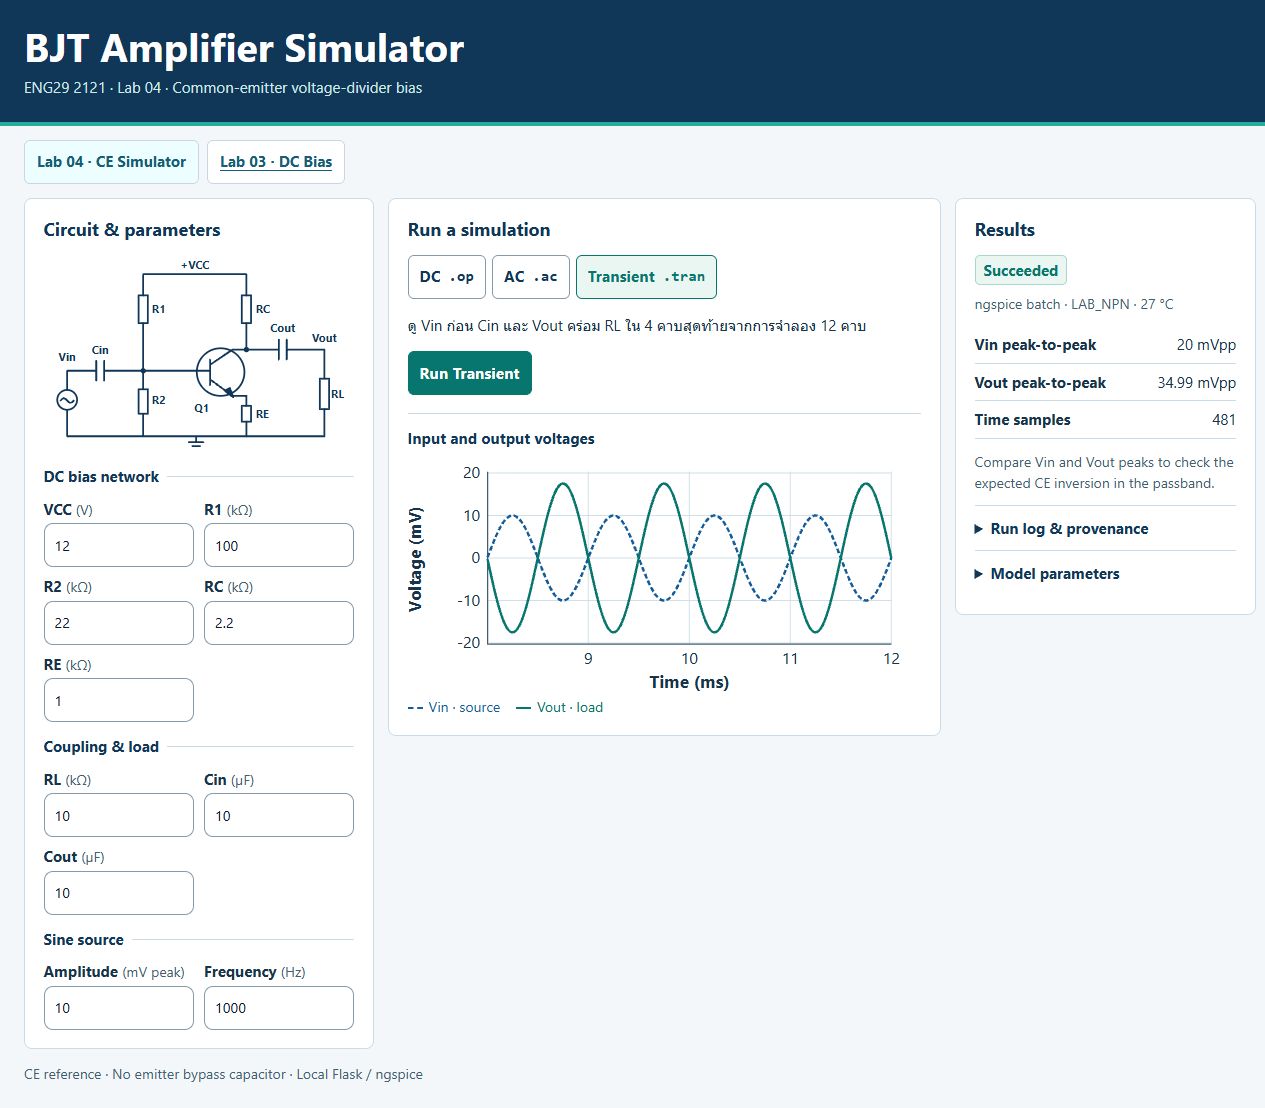 BJT Amplifier Simulator
ENG29 2121 · Lab 04 · Common-emitter voltage-divider bias
Lab 04 · CE Simulator
Lab 03 · DC Bias
Circuit & parameters
+VCC
R1
RC
Cout
Vout
Vin
Cin
R2
Q1
RE
RL
DC bias network
VCC (V)
R1 (kΩ)
12
100
R2 (kΩ)
RC (kΩ)
22
2.2
RE (kΩ)
1
Coupling & load
RL (kΩ)
Cin (µF)
10
10
Cout (µF)
10
Sine source
Amplitude (mV peak)
Frequency (Hz)
10
1000
Run a simulation
DC .op
AC .ac
Transient .tran
ดู Vin ก่อน Cin และ Vout คร่อม RL ใน 4 คาบสุดท้ายจากการจำลอง 12 คาบ
Run Transient
Input and output voltages
Voltage (mV)
20
10
0
-10
-20
9
10
11
12
Time (ms)
Vin · source
Vout · load
Results
Succeeded
ngspice batch · LAB_NPN · 27 °C
Vin peak-to-peak 20 mVpp
Vout peak-to-peak 34.99 mVpp
Time samples 481
Compare Vin and Vout peaks to check the
expected CE inversion in the passband.
Run log & provenance
Model parameters
CE reference · No emitter bypass capacitor · Local Flask / ngspice